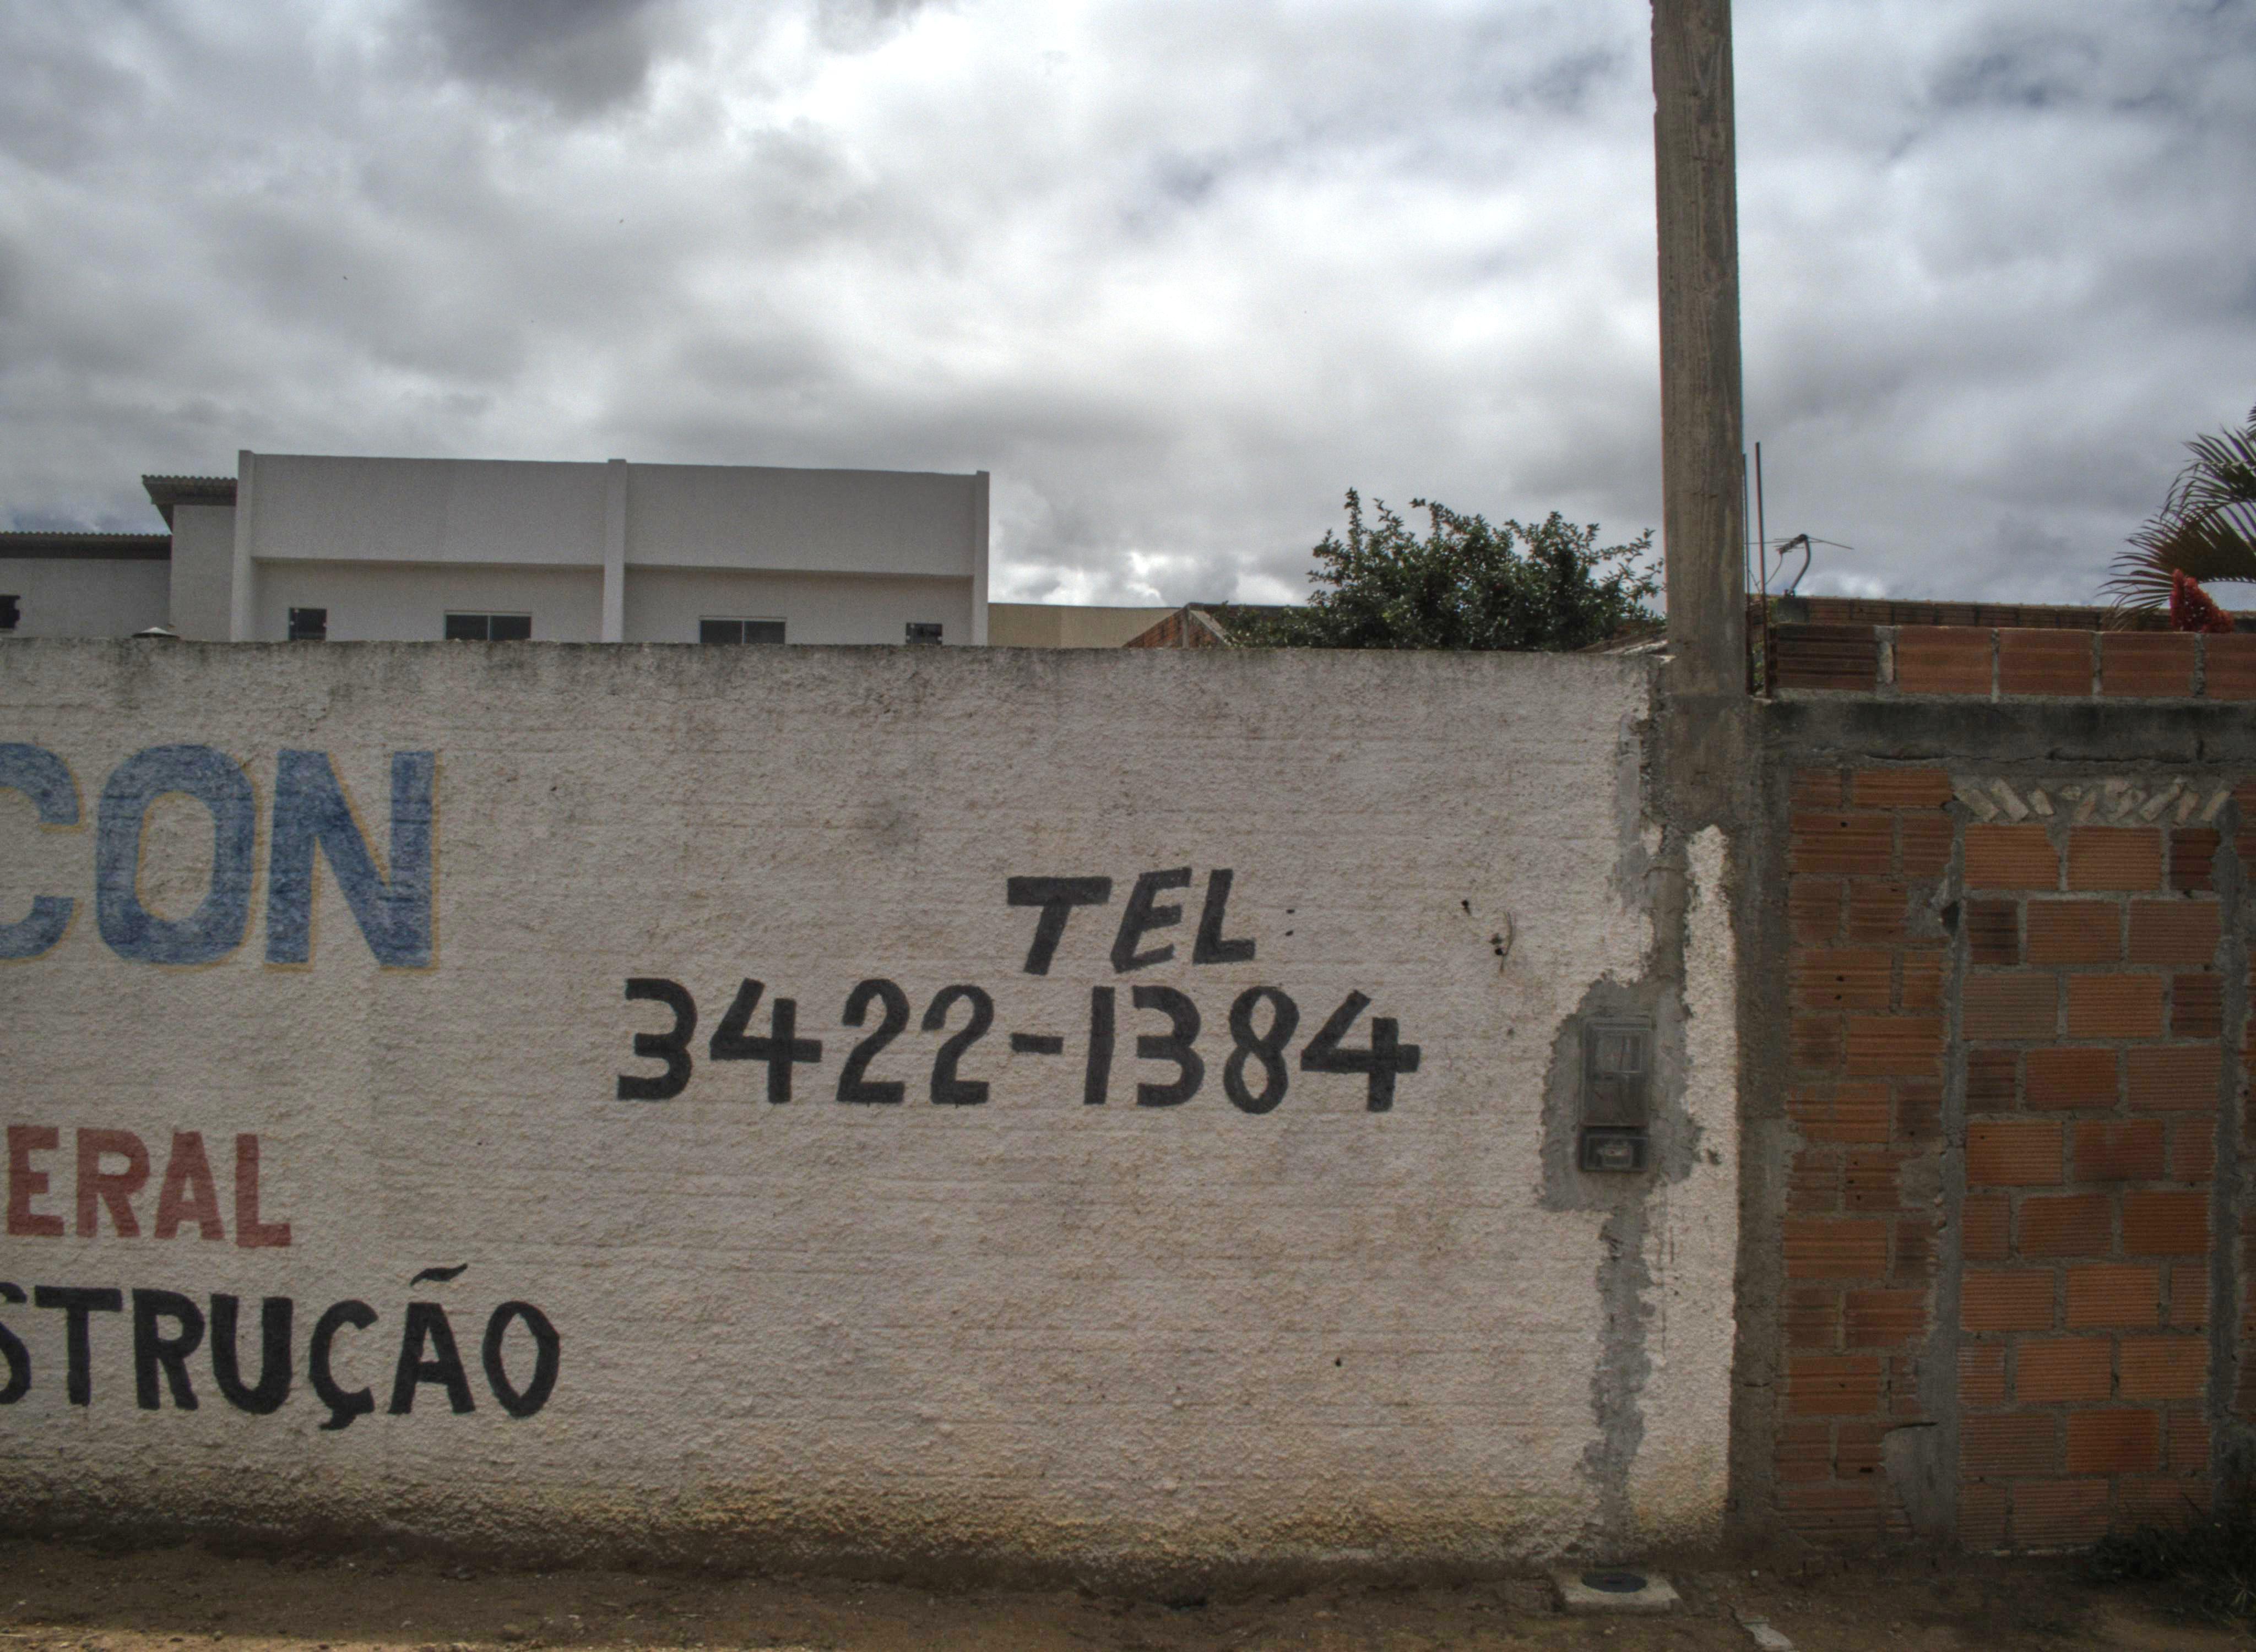 CON
TEL.
3422-1384
ERAL
STRUÇÃO